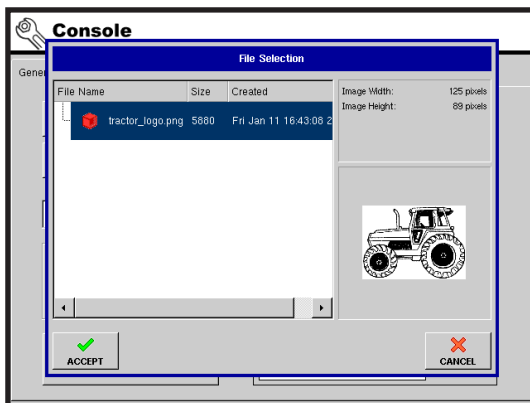 Console
File Selection
Gene
File Name Size Created
tractor_logo.png 5880 Fri Jan 11 16:43:08 2
Image Width: 125 pixels
Image Height: 89 pixels
ACCEPT
CANCEL